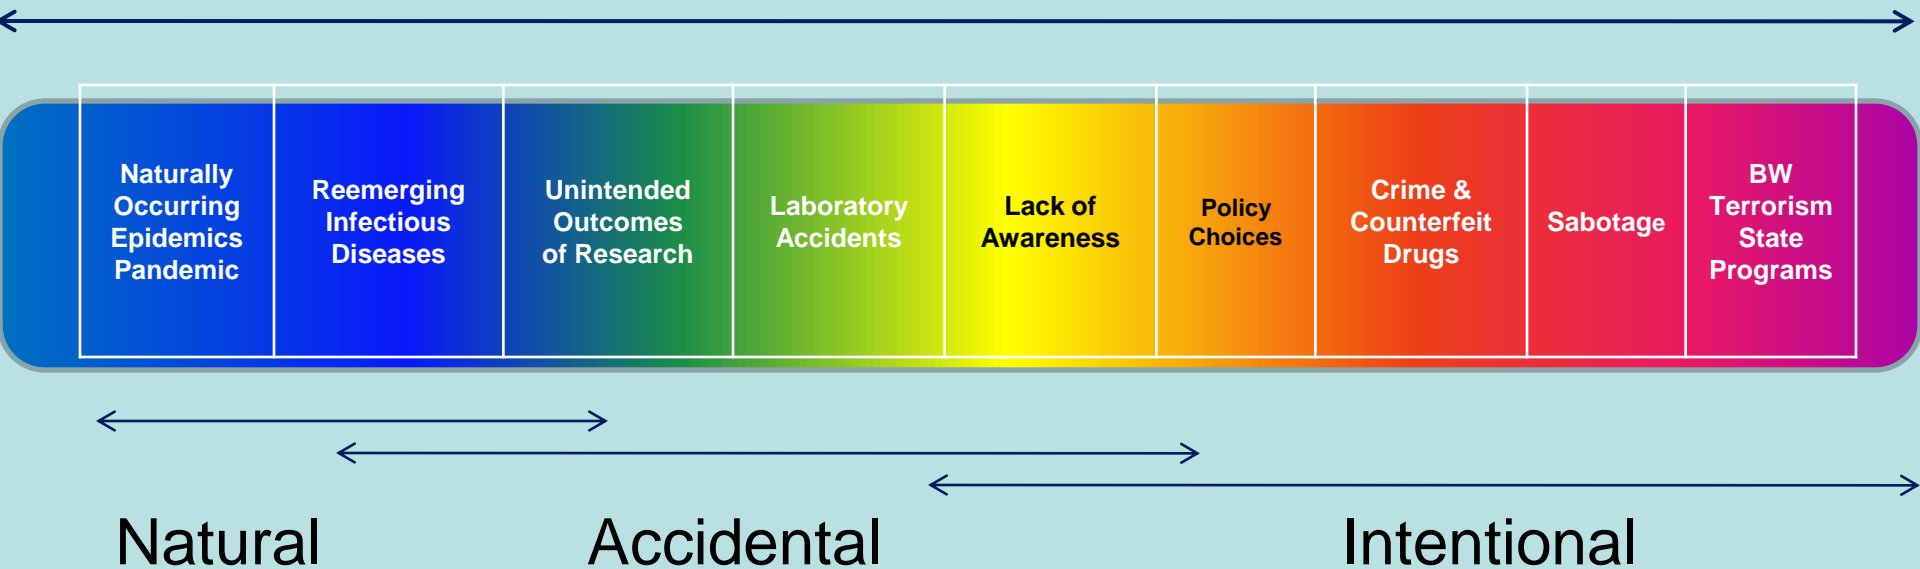 Naturally
Occurring
Epidemics
Pandemic
Reemerging
Infectious
Diseases
Unintended
Outcomes
of Research
Laboratory
Accidents
Lack of
Awareness
Policy
Choices
Crime &
Counterfeit
Drugs
Sabotage
BW
Terrorism
State
Programs
Natural
Accidental
Intentional